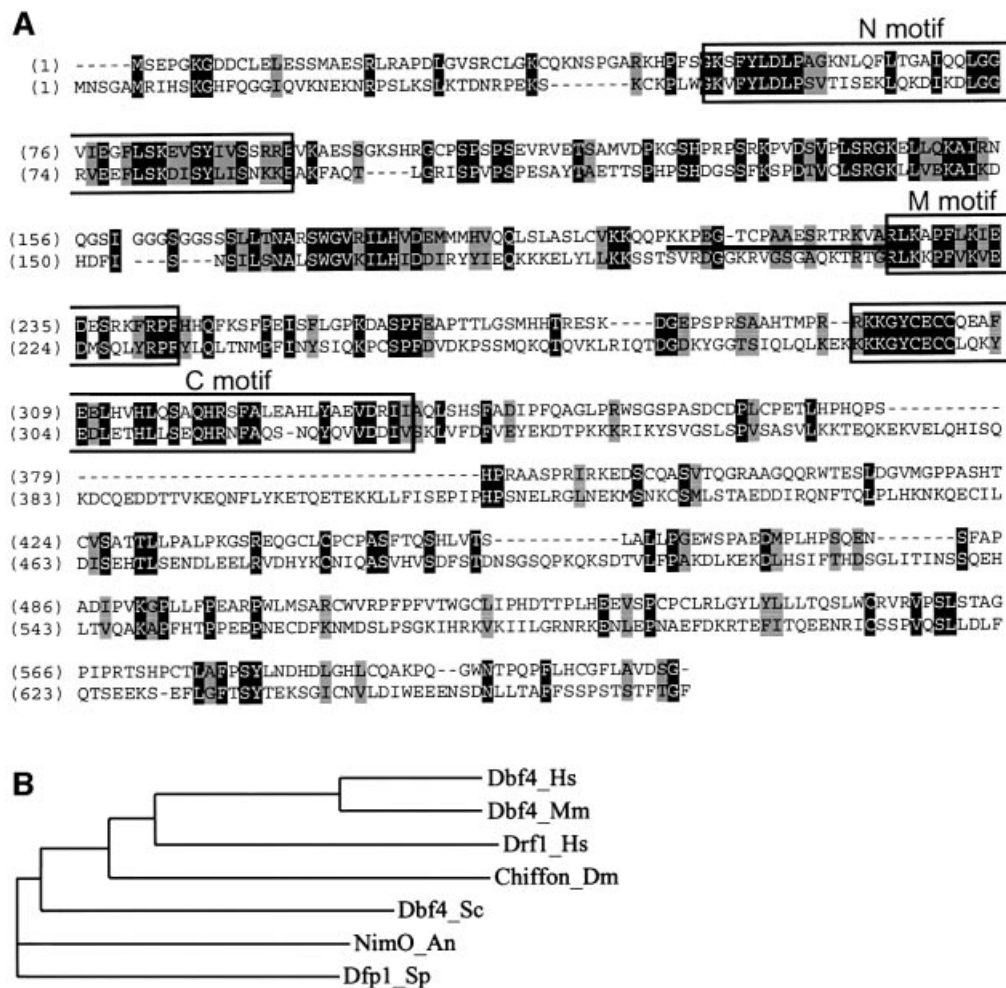 A
N motif
(1) -----MSEPGKGDDCLELESSMAESRLRAPDLGVSRCLGKCQKNSPGARKHPFSGKSFYLDLPAGKNLQFLTGAIQQLGG
(1) MNSGAMRIHSKGHFQGGIQVKNEKNRPSLKSLKTDNRPEKS-------KCKPLWGKVFYLDLPSVTISEKLQKDIKDLGG
(76) VIEGFLSKEVSYIVSSRREVKAESSGKSHRGCPSPSPSEVRVETSAMVDPKGSHPRPSRKPVDSVPLSRGKELLQKAIRN
(74) RVEEFLSKDISYLISNKKEAKFAQT----LGRISPVPSPESAYTAETTSPHPSHDGSSFKSPDTVCLSRGKLLVEKAIKD
M motif
(156) QGSI GGGSGGSSSLLTNARSWGVRILHVDEMMMHVQQLSLASLCVKKQQPKKPEG-TCPAAESRTRKVARLKAPFLKIE
(150) HDFI ---S--NSILSNALSWGVKILHIDDIRYYIEQKKKELYLLKKSSTSVRDGGKRVGSGAQKTRTGRLKKPFVKVE
(235) DESRKFRPFHHQFKSFPEISFLGPKDASPFEAPTTLGSMHHTRESK----DGEPSPRSAAHTMPR--RKKGYCECCQEAF
(224) DMSQLYRPFYLQLTNMPFINYSIQKPCSPFDVDKPSSMQKQTQVKLRIQTDGDKYGGTSIQLQLKEKKKKGYCECCLQKY
C motif
(309) EELHVHLQSAQHRSFALEAHLYAEVDRIIAQLSHSFADIPFQAGLPRWSGSPASDCDPLCPETLHPHQPS----------
(304) EDLETHLLSEQHRNFAQS-NQYQVVDDIVSKLVFDFVEYEKDTPKKKRIKYSVGSLSPVSASVLKKTEQKEKVELQHISQ
(379) -----------------------------------HPRAASPRIRKEDSCQASVTQGRAAGQQRWTESLDGVMGPPASHT
(383) KDCQEDDTTVKEQNFLYKETQETEKKLLFISEPIPHPSNELRGLNEKMSNKCSMLSTAEDDIRQNFTQLPLHKNKQECIL
(424) CVSATTLLPALPKGSREQGCLCPCPASFTQSHLVTS-----------LALLPGEWSPAEDMPLHPSQEN-----SFAP
(463) DISEHTLSENDLEELRVDHYKCNIQASVHVSDFSTDNSGSQPKQKSDTVLFPAKDLKEKDLHSIFTHDSGLITINSSQEH
(486) ADIPVKGPLLFPEARPWLMSARCWVRPFPFVTWGCLIPHDTTPLHEEVSPCPCLRLGYLYLLLTQSLWCRVRVPSLSTAG
(543) LTVQAKAPFHTPPEEPNECDFKNMDSLPSGKIHRKVKIILGRNRKENLEPNAEFDKRTEFITQEENRICSSPVQSLLDLF
(566) PIPRTSHPCTLAFPSYLNDHDLGHLCQAKPQ--GWNTPQPFLHCGFLAVDSG-
(623) QTSEEKS-EFLGFTSYTEKSGICNVLDIWEEENSDNLLTAFFSSPSTSTFTGF
B
Dbf4_Hs
Dbf4_Mm
Drf1_Hs
Chiffon_Dm
Dbf4_Sc
NimO_An
Dfp1_Sp